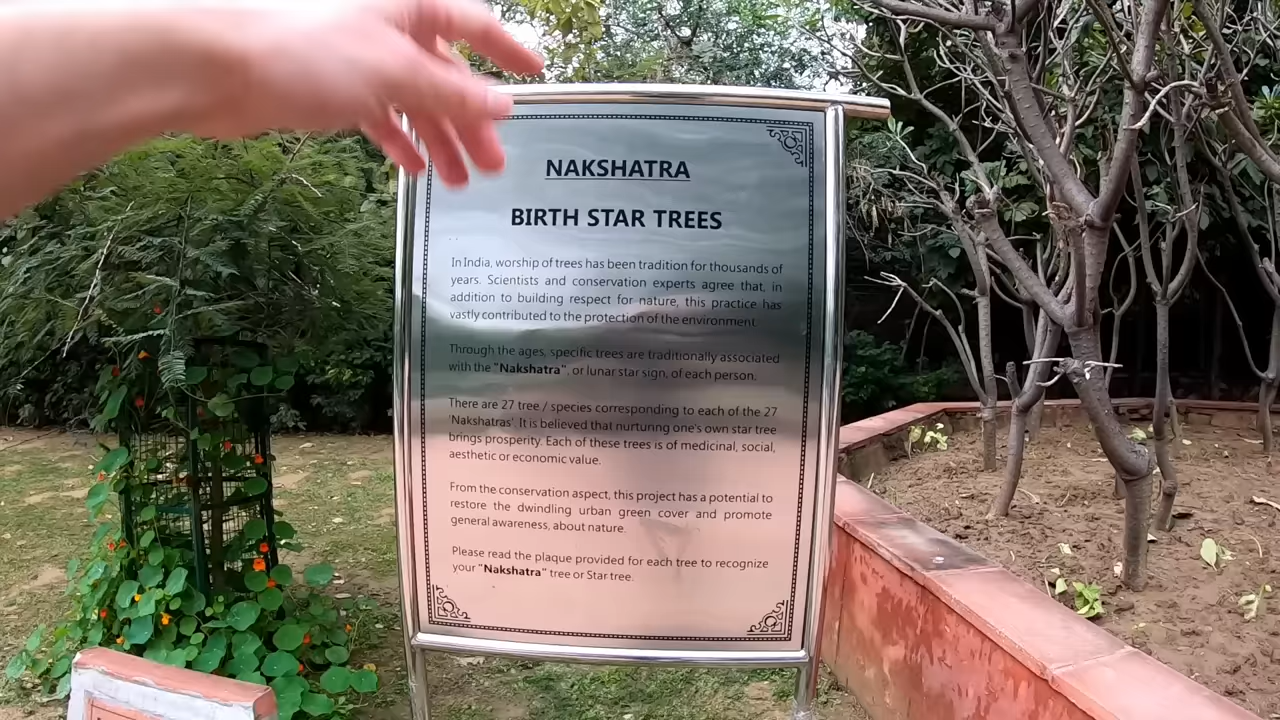 NAKSHATRA
BIRTH STAR TREES
In India, worship of trees has been tradition for thousands of
years. Scientists and conservation experts agree that, in
addition to building respect for nature, this practice has
vastly contributed to the protection of the environment.
Through the ages, specific trees are traditionally associated
with the "Nakshatra", or lunar star sign, of each person.
There are 27 tree / species corresponding to each of the 27
'Nakshatras'. It is believed that nurturing one's own star tree
brings prosperity. Each of these trees is of medicinal, social,
aesthetic or economic value.
From the conservation aspect, this project has a potential to
restore the dwindling urban green cover and promote
general awareness, about nature.
Please read the plaque provided for each tree to recognize
your "Nakshatra" tree or Star tree.